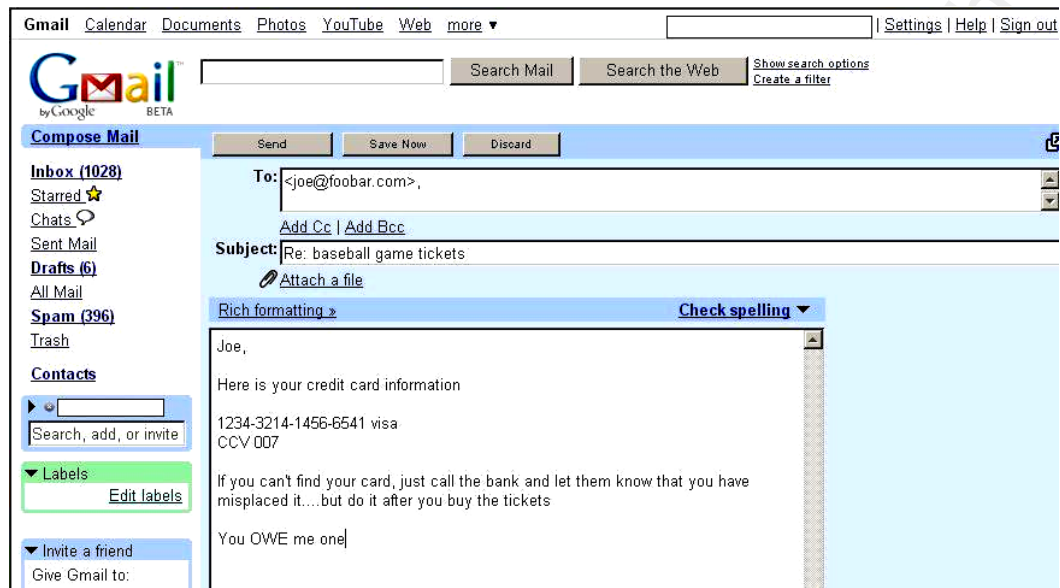 Gmail Calendar Documents Photos YouTube Web more ▼ | Settings | Help | Sign out
Gmail by Google BETA
Search Mail Search the Web Show search options
Create a filter
Compose Mail
Send Save Now Discard
Inbox (1028)
Starred
Chats
Sent Mail
Drafts (6)
All Mail
Spam (396)
Trash
Contacts
Search, add, or invite
▼ Labels
Edit labels
▼ Invite a friend
Give Gmail to:
To: <joe@foobar.com>,
Add Cc | Add Bcc
Subject: Re: baseball game tickets
Attach a file
Rich formatting » Check spelling ▼
Joe,
Here is your credit card information
1234-3214-1456-6541 visa
CCV 007
If you can't find your card, just call the bank and let them know that you have
misplaced it....but do it after you buy the tickets
You OWE me one